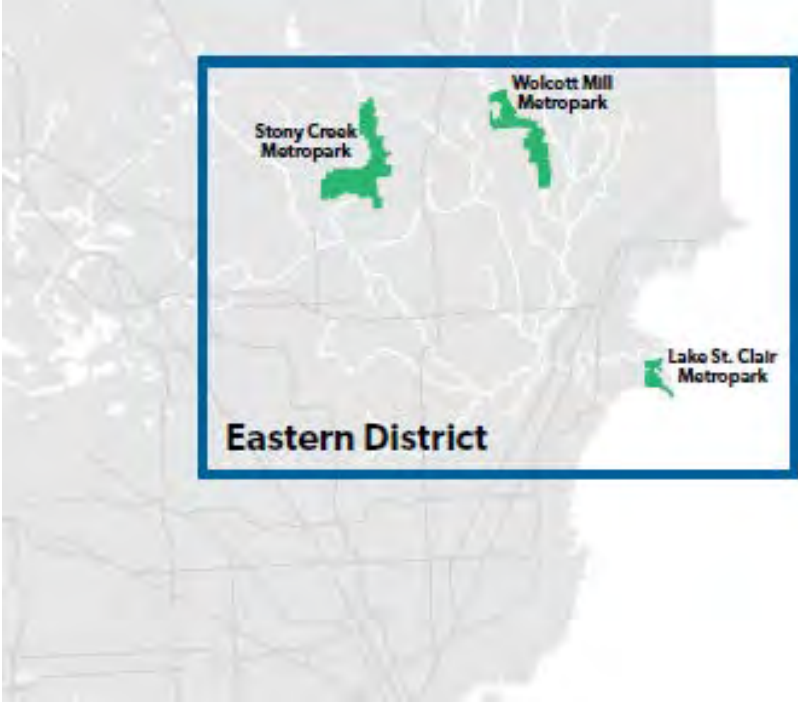 Wolcott Mill
Metropark
Stony Creek
Metropark
Lake St. Clair
Metropark
Eastern District